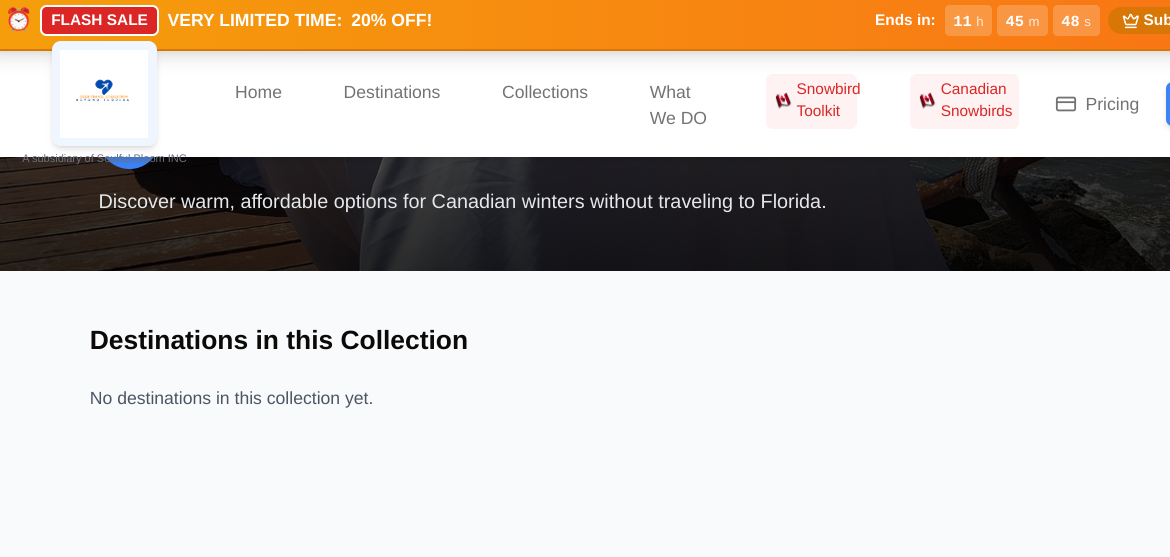 FLASH SALE VERY LIMITED TIME: 20% OFF! Ends in: 11 h 45 m 48 s
Home Destinations Collections What We DO Snowbird Toolkit Canadian Snowbirds Pricing
A subsidiary of Soulful Bloom INC
Discover warm, affordable options for Canadian winters without traveling to Florida.
Destinations in this Collection
No destinations in this collection yet.